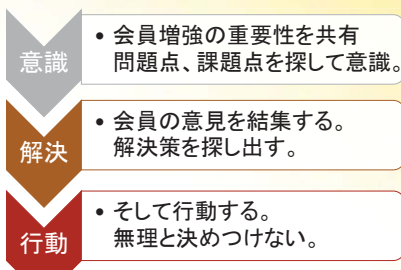 意識
• 会員増強の重要性を共有
問題点、課題点を探して意識。
解決
• 会員の意見を結集する。
解決策を探し出す。
行動
• そして行動する。
無理と決めつけない。